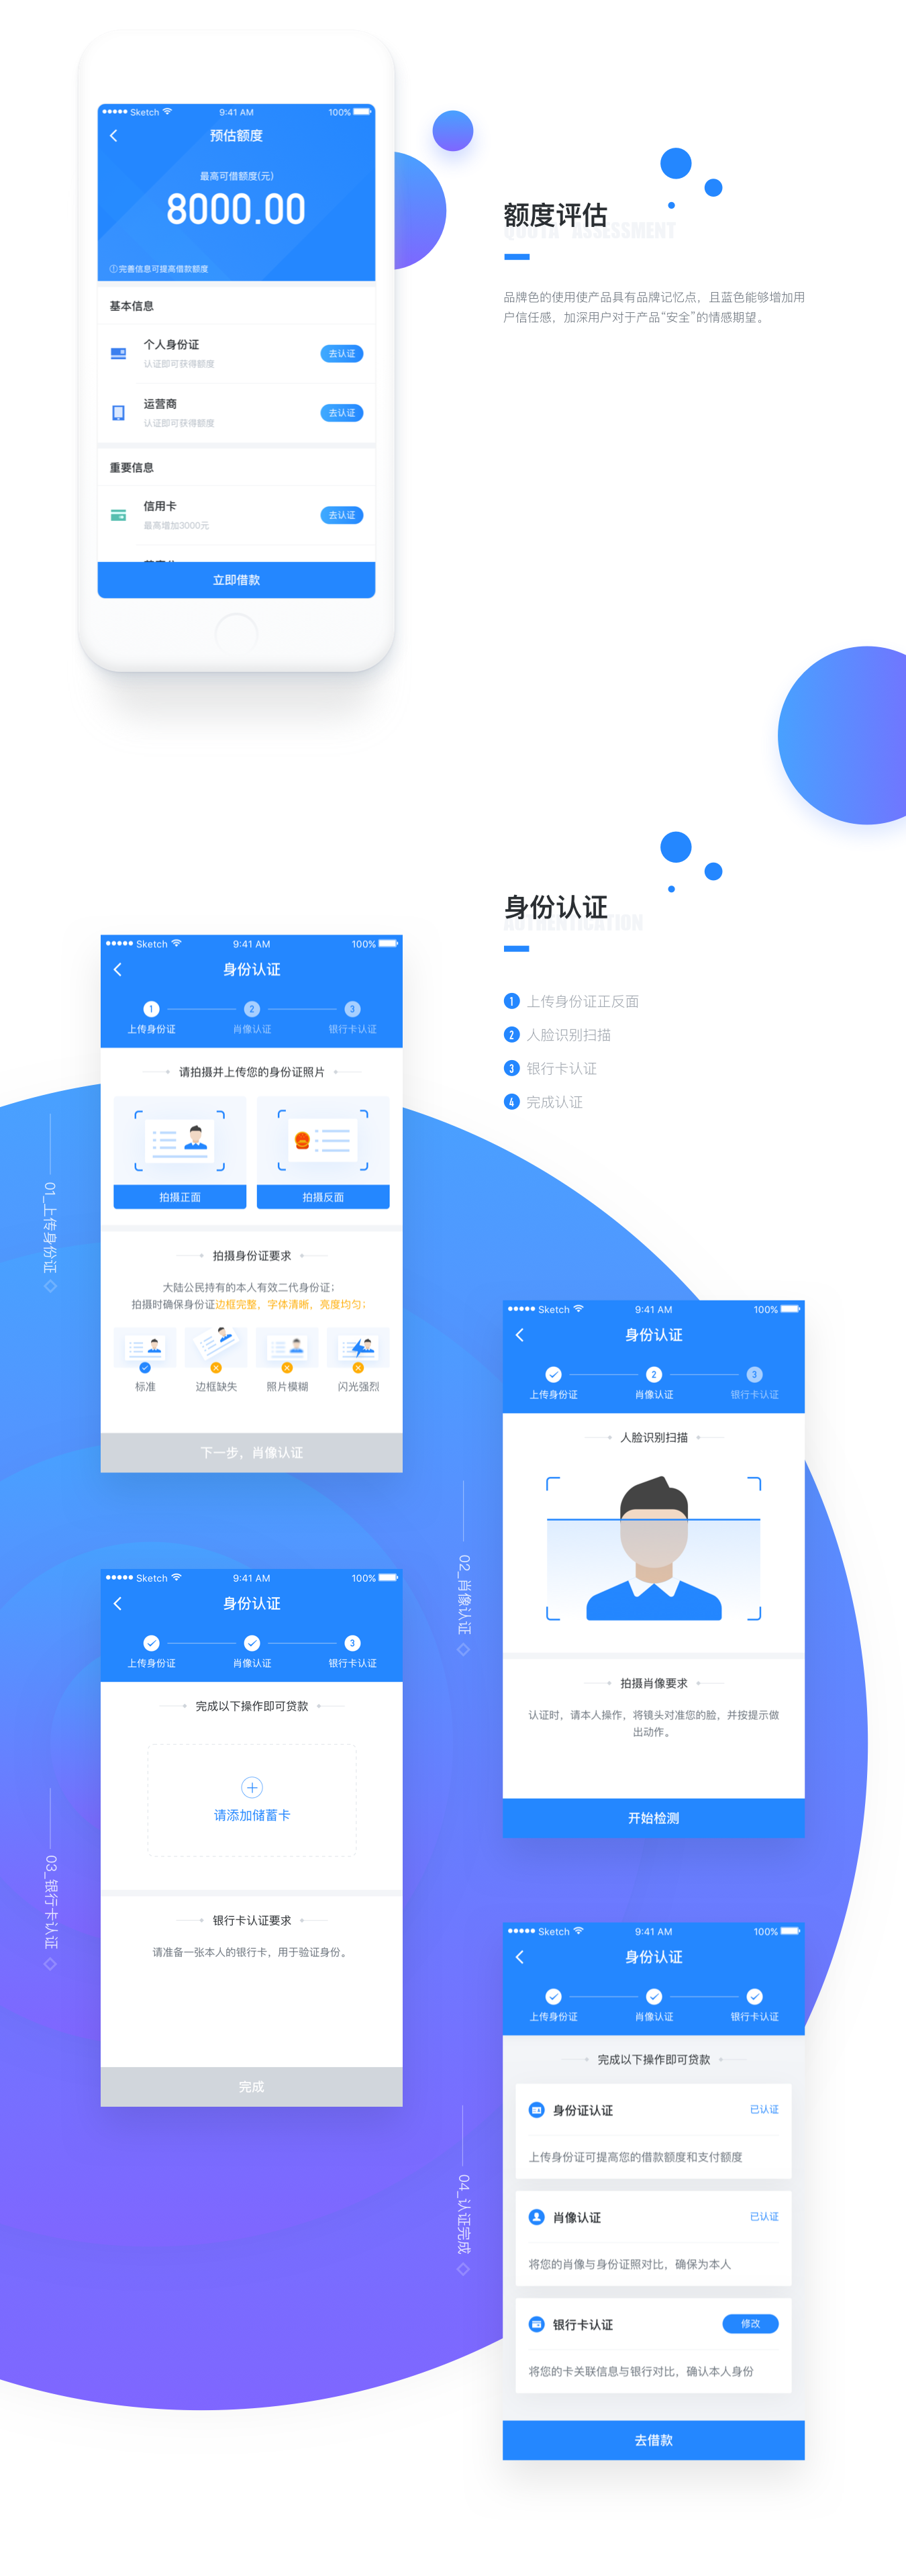 Sketch 9:41 AM 100%
预估额度
最高可借额度(元)
8000.00
完善信息可提高借款额度
基本信息
个人身份证
认证即可获得额度
去认证
运营商
认证即可获得额度
去认证
重要信息
信用卡
最高增加3000元
去认证
立即借款
额度评估
QUOTA ASSESSMENT
品牌色的使用使产品具有品牌记忆点，且蓝色能够增加用
户信任感，加深用户对于产品“安全”的情感期望。
身份认证
AUTHENTICATION
1 上传身份证正反面
2 人脸识别扫描
3 银行卡认证
4 完成认证
01_上传身份证
Sketch 9:41 AM 100%
身份认证
1 2 3
上传身份证 肖像认证 银行卡认证
请拍摄并上传您的身份证照片
拍摄正面 拍摄反面
拍摄身份证要求
大陆公民持有的本人有效二代身份证；
拍摄时确保身份证边框完整，字体清晰，亮度均匀；
标准 边框缺失 照片模糊 闪光强烈
下一步，肖像认证
02_肖像认证
Sketch 9:41 AM 100%
身份认证
2 3
上传身份证 肖像认证 银行卡认证
人脸识别扫描
拍摄肖像要求
认证时，请本人操作，将镜头对准您的脸，并按提示做
出动作。
开始检测
03_银行卡认证
Sketch 9:41 AM 100%
身份认证
3
上传身份证 肖像认证 银行卡认证
完成以下操作即可贷款
请添加储蓄卡
银行卡认证要求
请准备一张本人的银行卡，用于验证身份。
完成
04_认证完成
Sketch 9:41 AM 100%
身份认证
上传身份证 肖像认证 银行卡认证
完成以下操作即可贷款
身份证认证 已认证
上传身份证可提高您的借款额度和支付额度
肖像认证 已认证
将您的肖像与身份证照对比，确保为本人
银行卡认证 修改
将您的卡关联信息与银行对比，确认本人身份
去借款